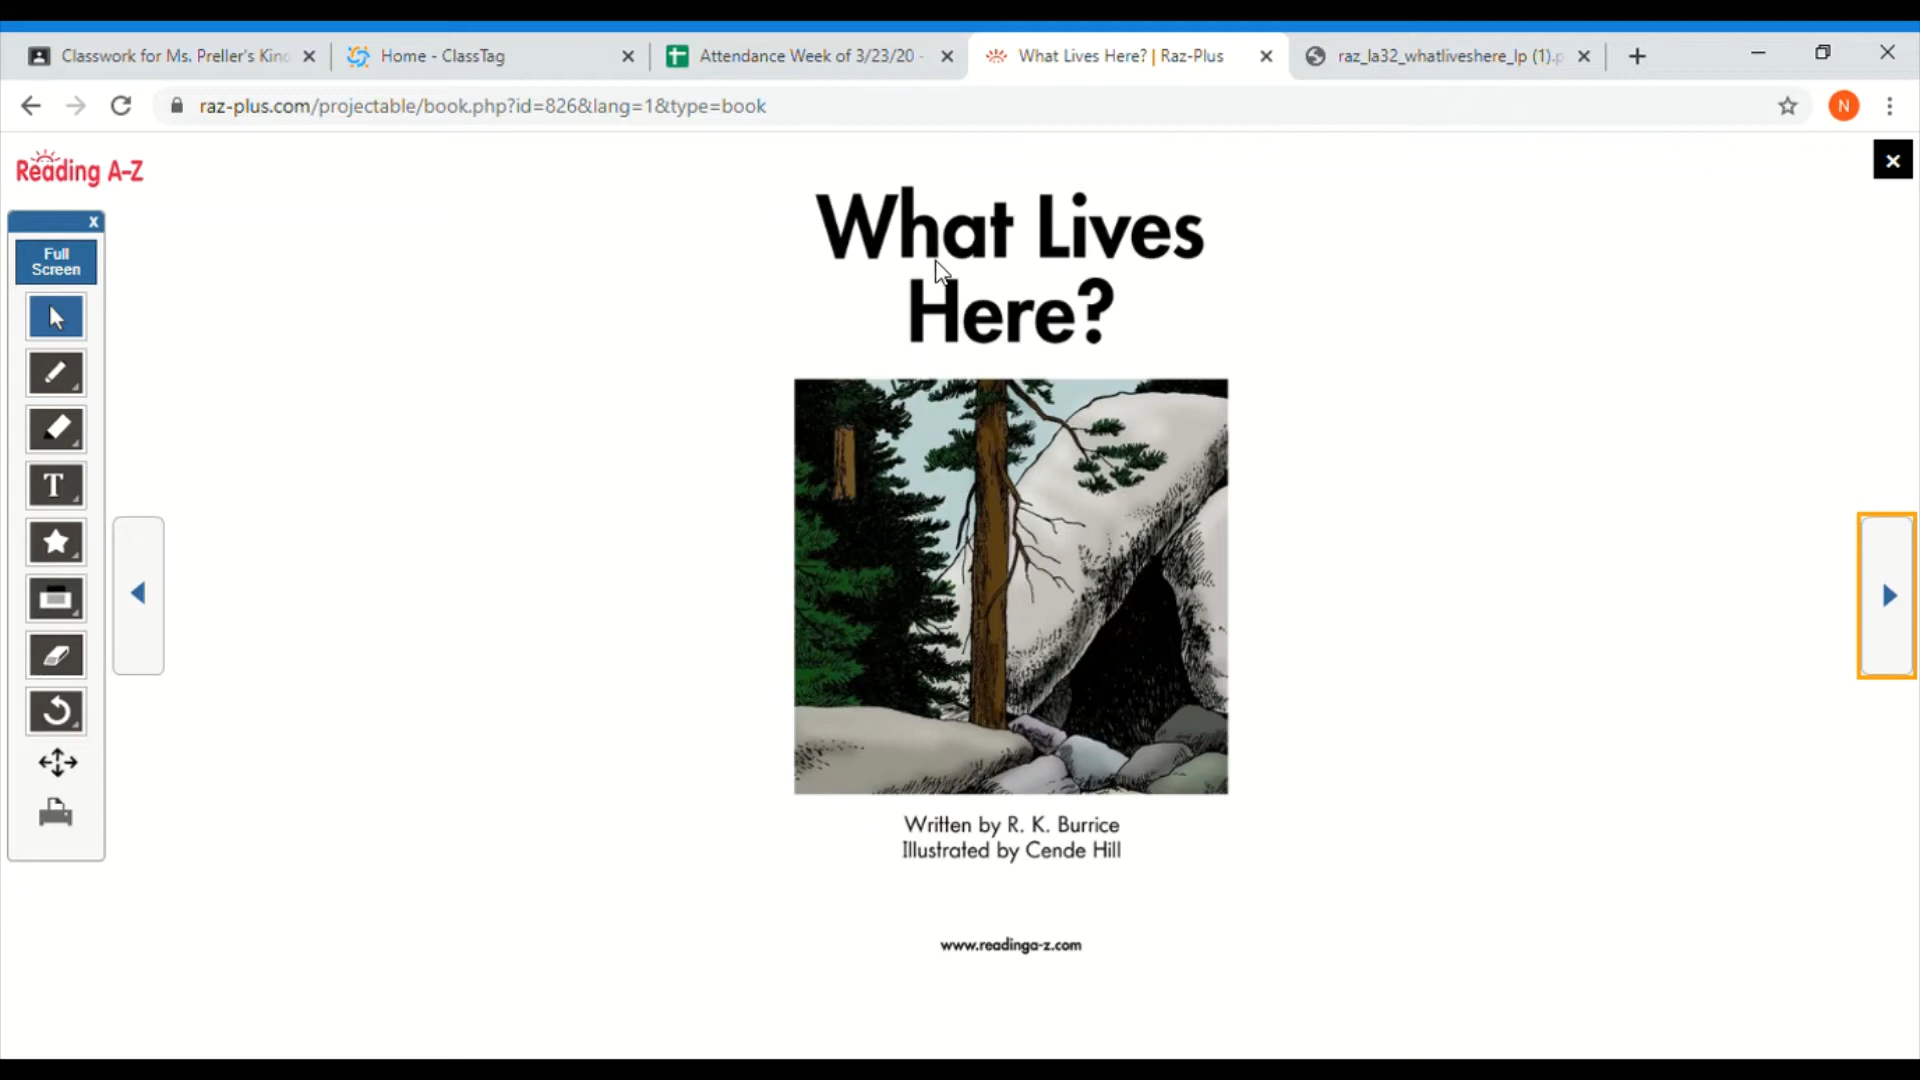 Classwork for Ms. Preller's Kind
Home - ClassTag
Attendance Week of 3/23/20 -
What Lives Here? | Raz-Plus
raz_la32_whatliveshere_lp (1).p
raz-plus.com/projectable/book.php?id=826&lang=1&type=book
N
Reading A-Z
x
Full
Screen
T
What Lives
Here?
Written by R. K. Burrice
Illustrated by Cende Hill
www.readinga-z.com